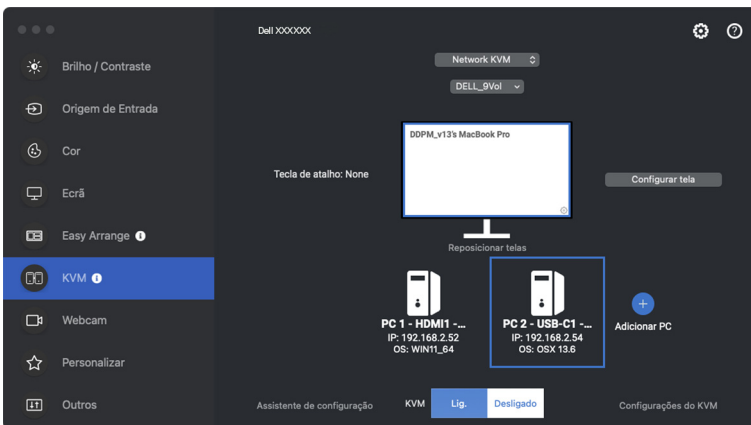 Dell XXXXXX
Brilho / Contraste
Origem de Entrada
Cor
Ecrã
Easy Arrange
KVM
Webcam
Personalizar
Outros
Network KVM
DELL_9Vol
DDPM_v13's MacBook Pro
Tecla de atalho: None
Configurar tela
Reposicionar telas
PC 1 - HDMI1 -...
IP: 192.168.2.52
OS: WIN11_64
PC 2 - USB-C1 -...
IP: 192.168.2.54
OS: OSX 13.6
Adicionar PC
Assistente de configuração
KVM
Lig.
Desligado
Configurações do KVM